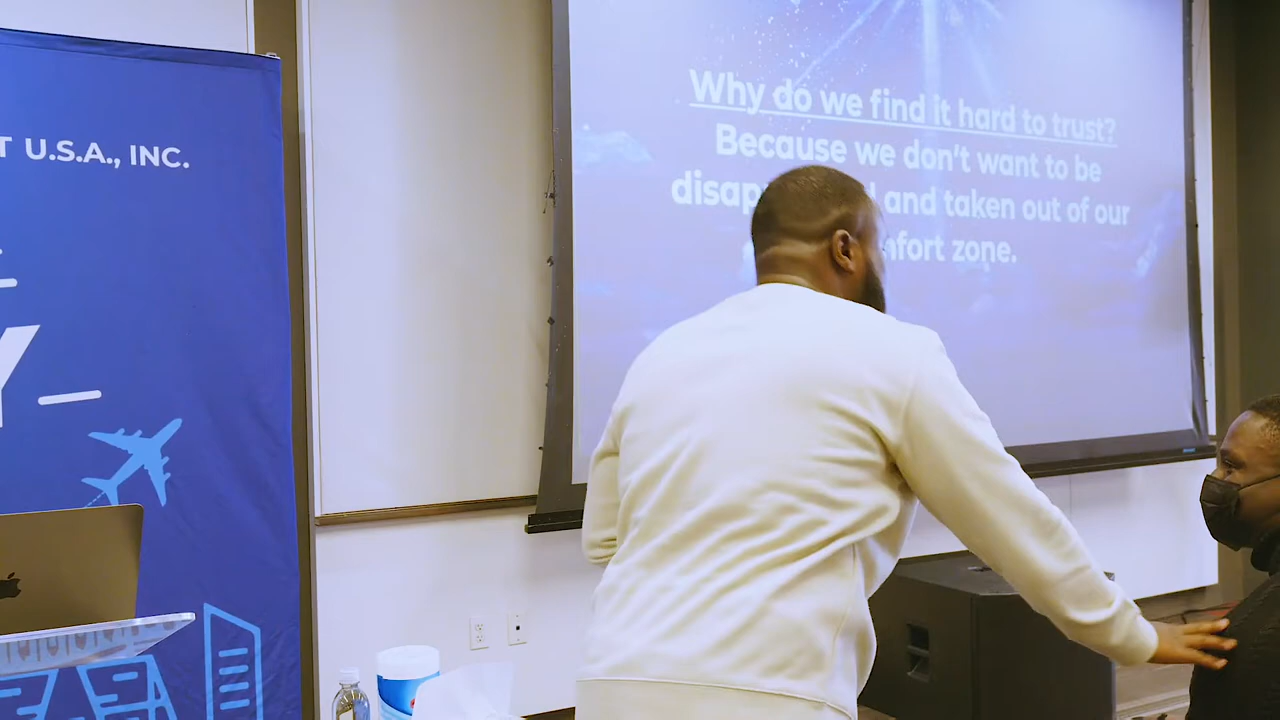 T U.S.A., INC.
Y
Why do we find it hard to trust?
Because we don't want to be
and taken out of our
zone.